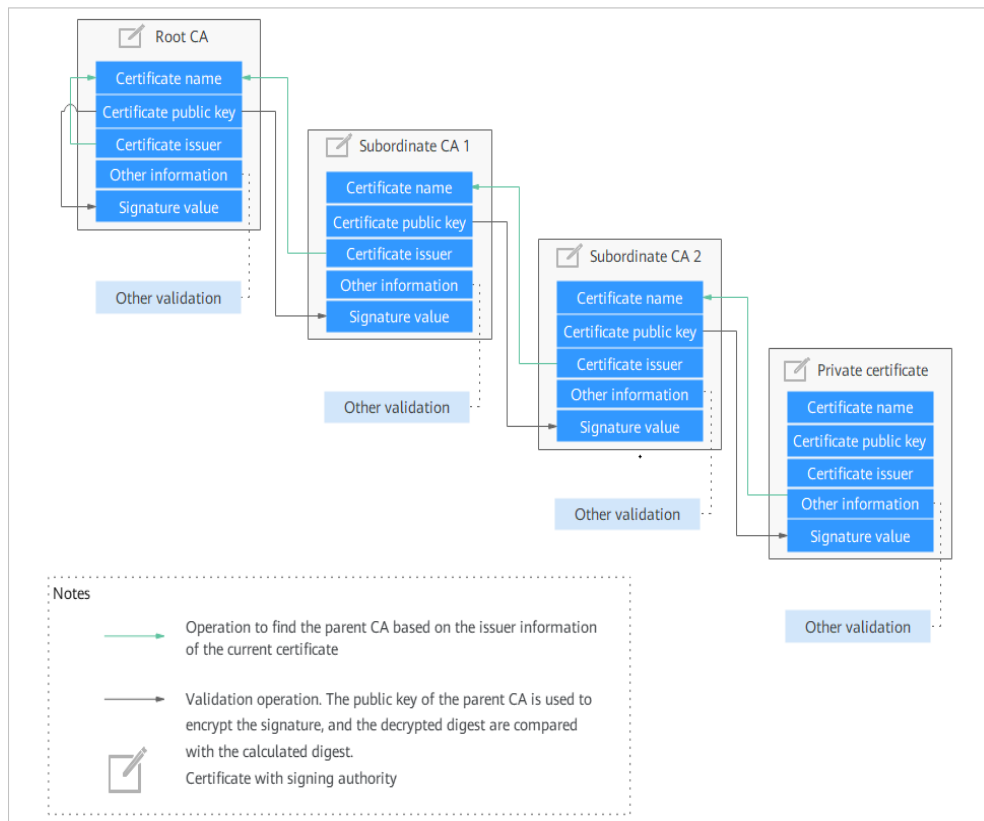 Root CA
Certificate name
Certificate public key
Certificate issuer
Other information
Signature value
Other validation
Subordinate CA 1
Certificate name
Certificate public key
Certificate issuer
Other information
Signature value
Other validation
Subordinate CA 2
Certificate name
Certificate public key
Certificate issuer
Other information
Signature value
Other validation
Private certificate
Certificate name
Certificate public key
Certificate issuer
Other information
Signature value
Other validation
Notes
Operation to find the parent CA based on the issuer information
of the current certificate
Validation operation. The public key of the parent CA is used to
encrypt the signature, and the decrypted digest are compared
with the calculated digest.
Certificate with signing authority